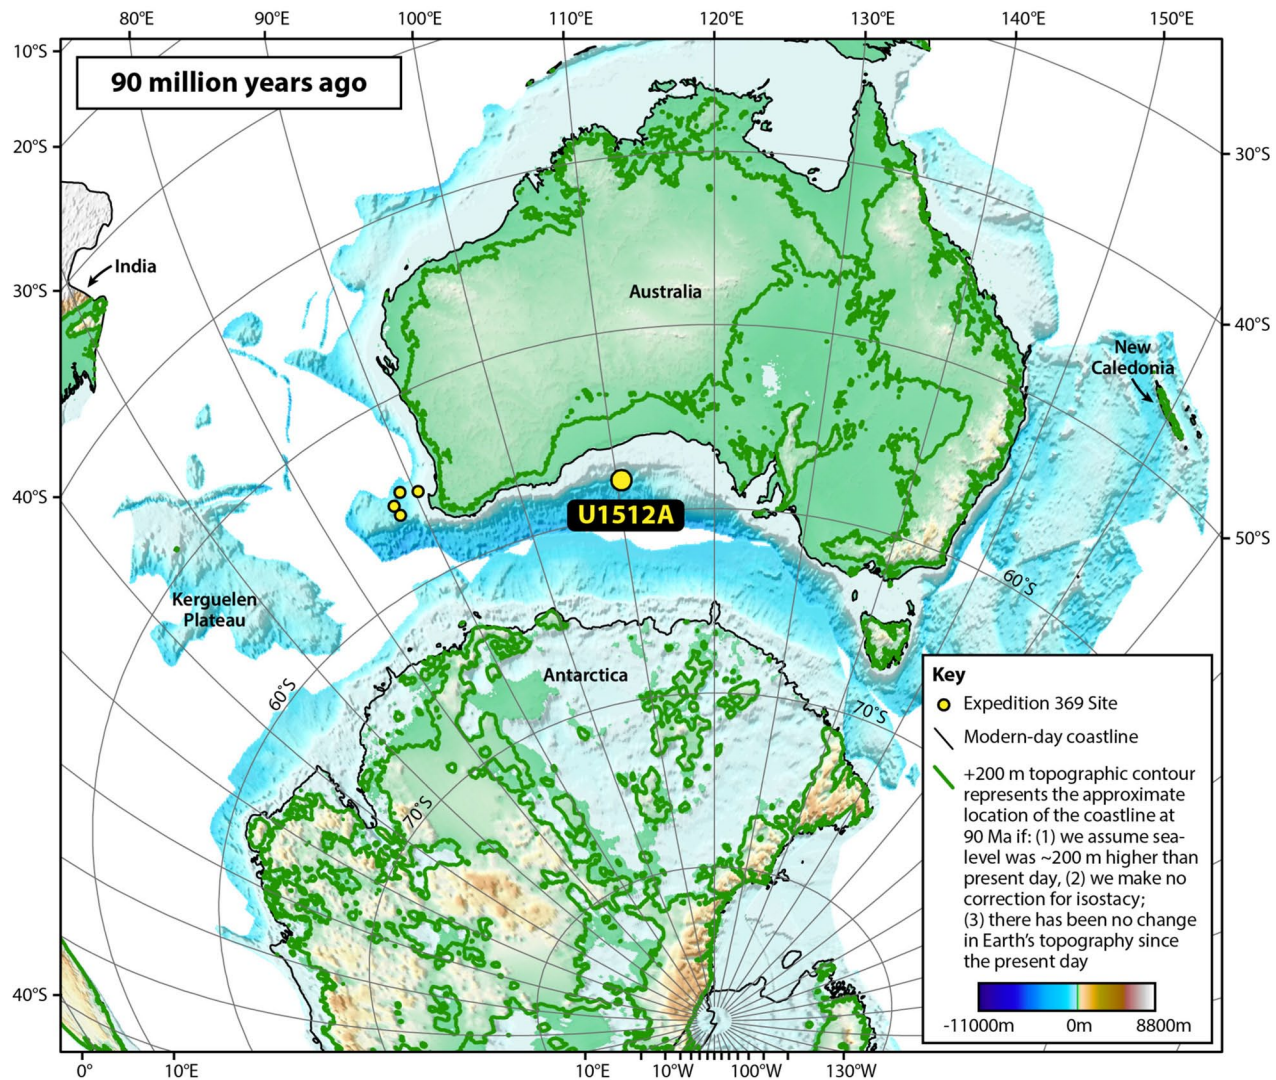 80°E 90°E 100°E 110°E 120°E 130°E 140°E 150°E
10°S
90 million years ago
20°S
30°S
India
30°S
Australia
40°S
New
Caledonia
40°S
U1512A
50°S
60°S
Kerguelen
Plateau
Antarctica
60°S
70°S
70°S
Key
Expedition 369 Site
Modern-day coastline
+200 m topographic contour
represents the approximate
location of the coastline at
90 Ma if: (1) we assume sea-
level was ~200 m higher than
present day, (2) we make no
correction for isostacy;
(3) there has been no change
in Earth's topography since
the present day
40°S
-11000m 0m 8800m
0° 10°E 10°E 10°W 100°W 130°W